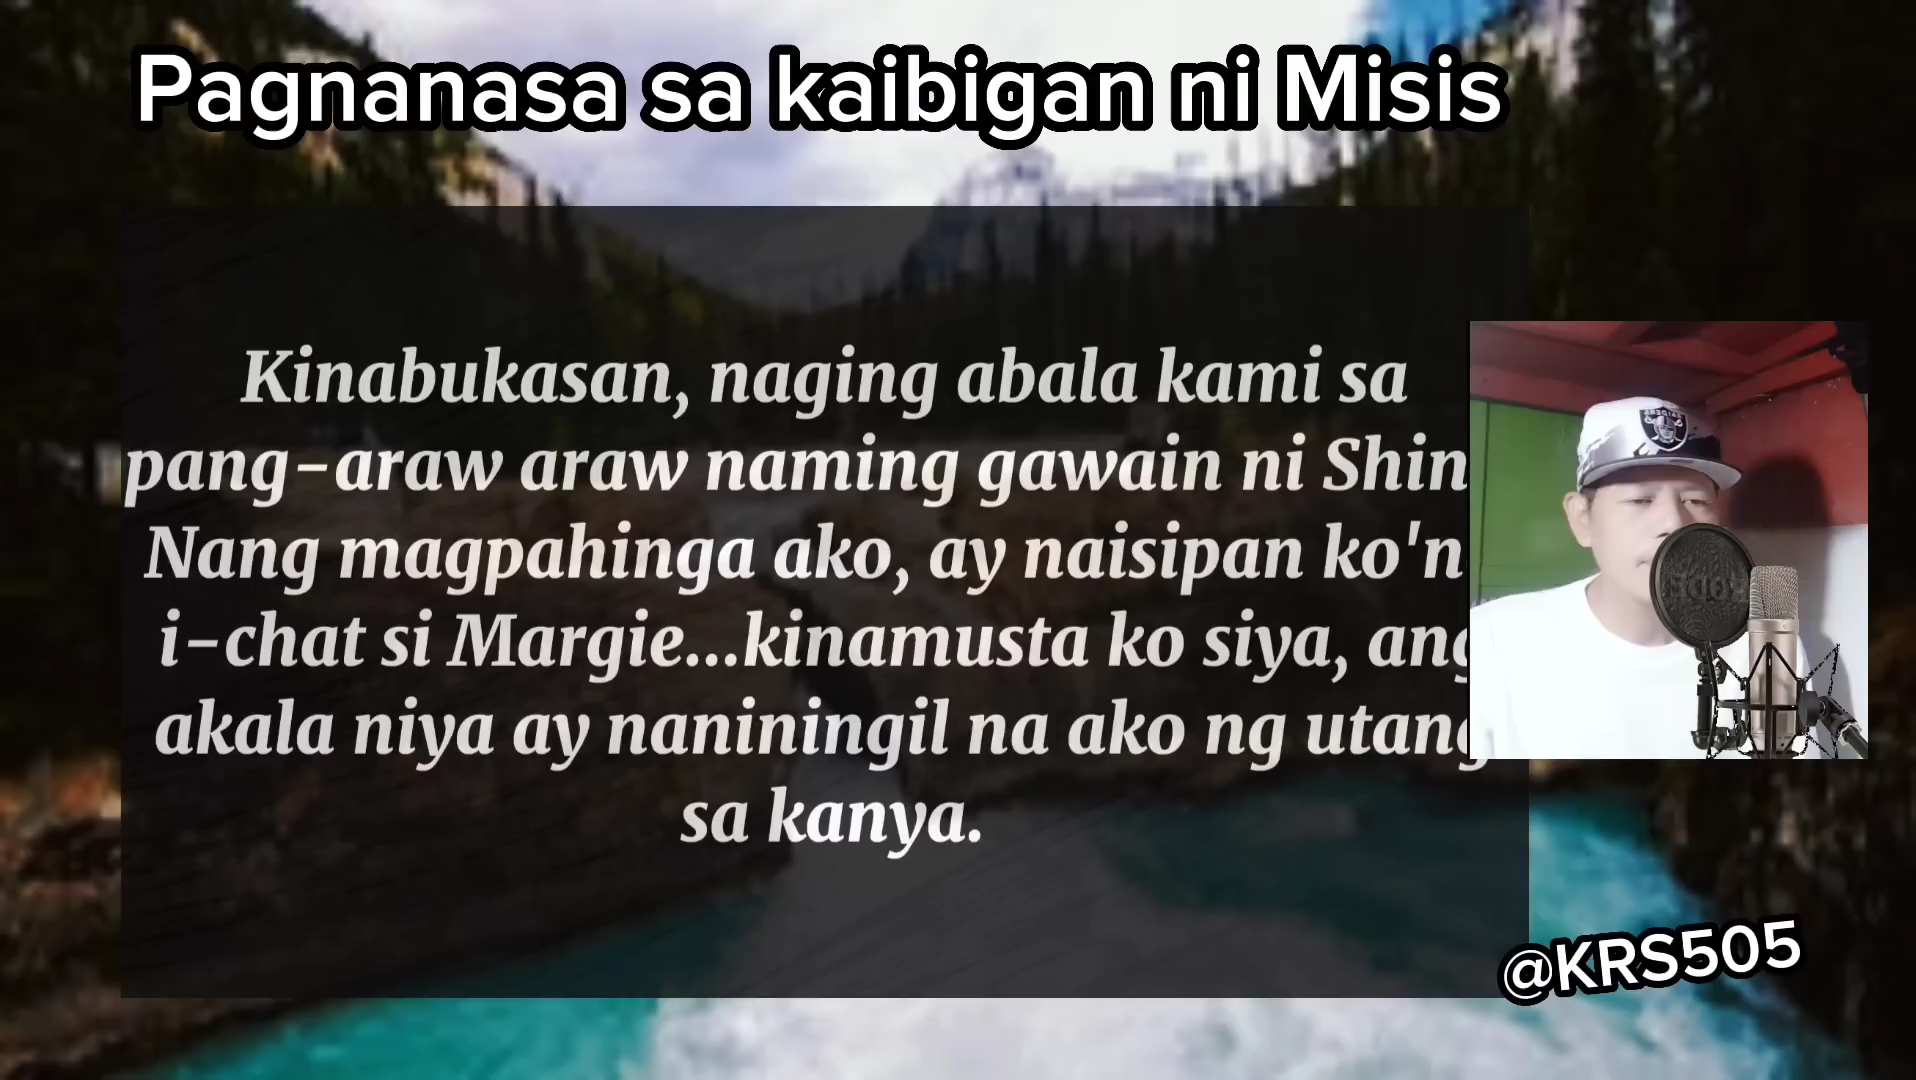 Pagnanasa sa kaibigan ni Misis
Kinabukasan, naging abala kami sa
pang-araw araw naming gawain ni Shin
Nang magpahinga ako, ay naisipan ko'n
i-chat si Margie...kinamusta ko siya, ang
akala niya ay naniningil na ako ng utang
sa kanya.
RAIDERS
RODE
@KRS505